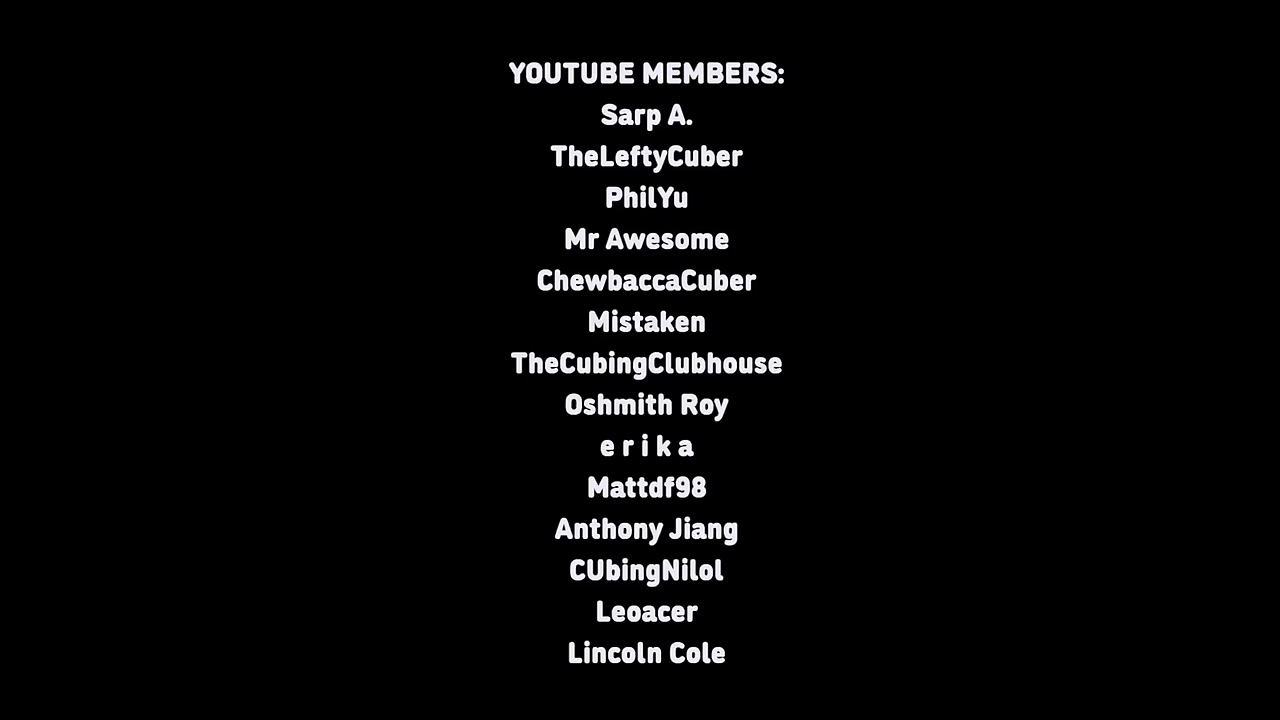 YOUTUBE MEMBERS:
Sarp A.
TheLeftyCuber
PhilYu
Mr Awesome
ChewbaccaCuber
Mistaken
TheCubingClubhouse
Oshmith Roy
e r i k a
Mattdf98
Anthony Jiang
CUbingNilol
Leoacer
Lincoln Cole